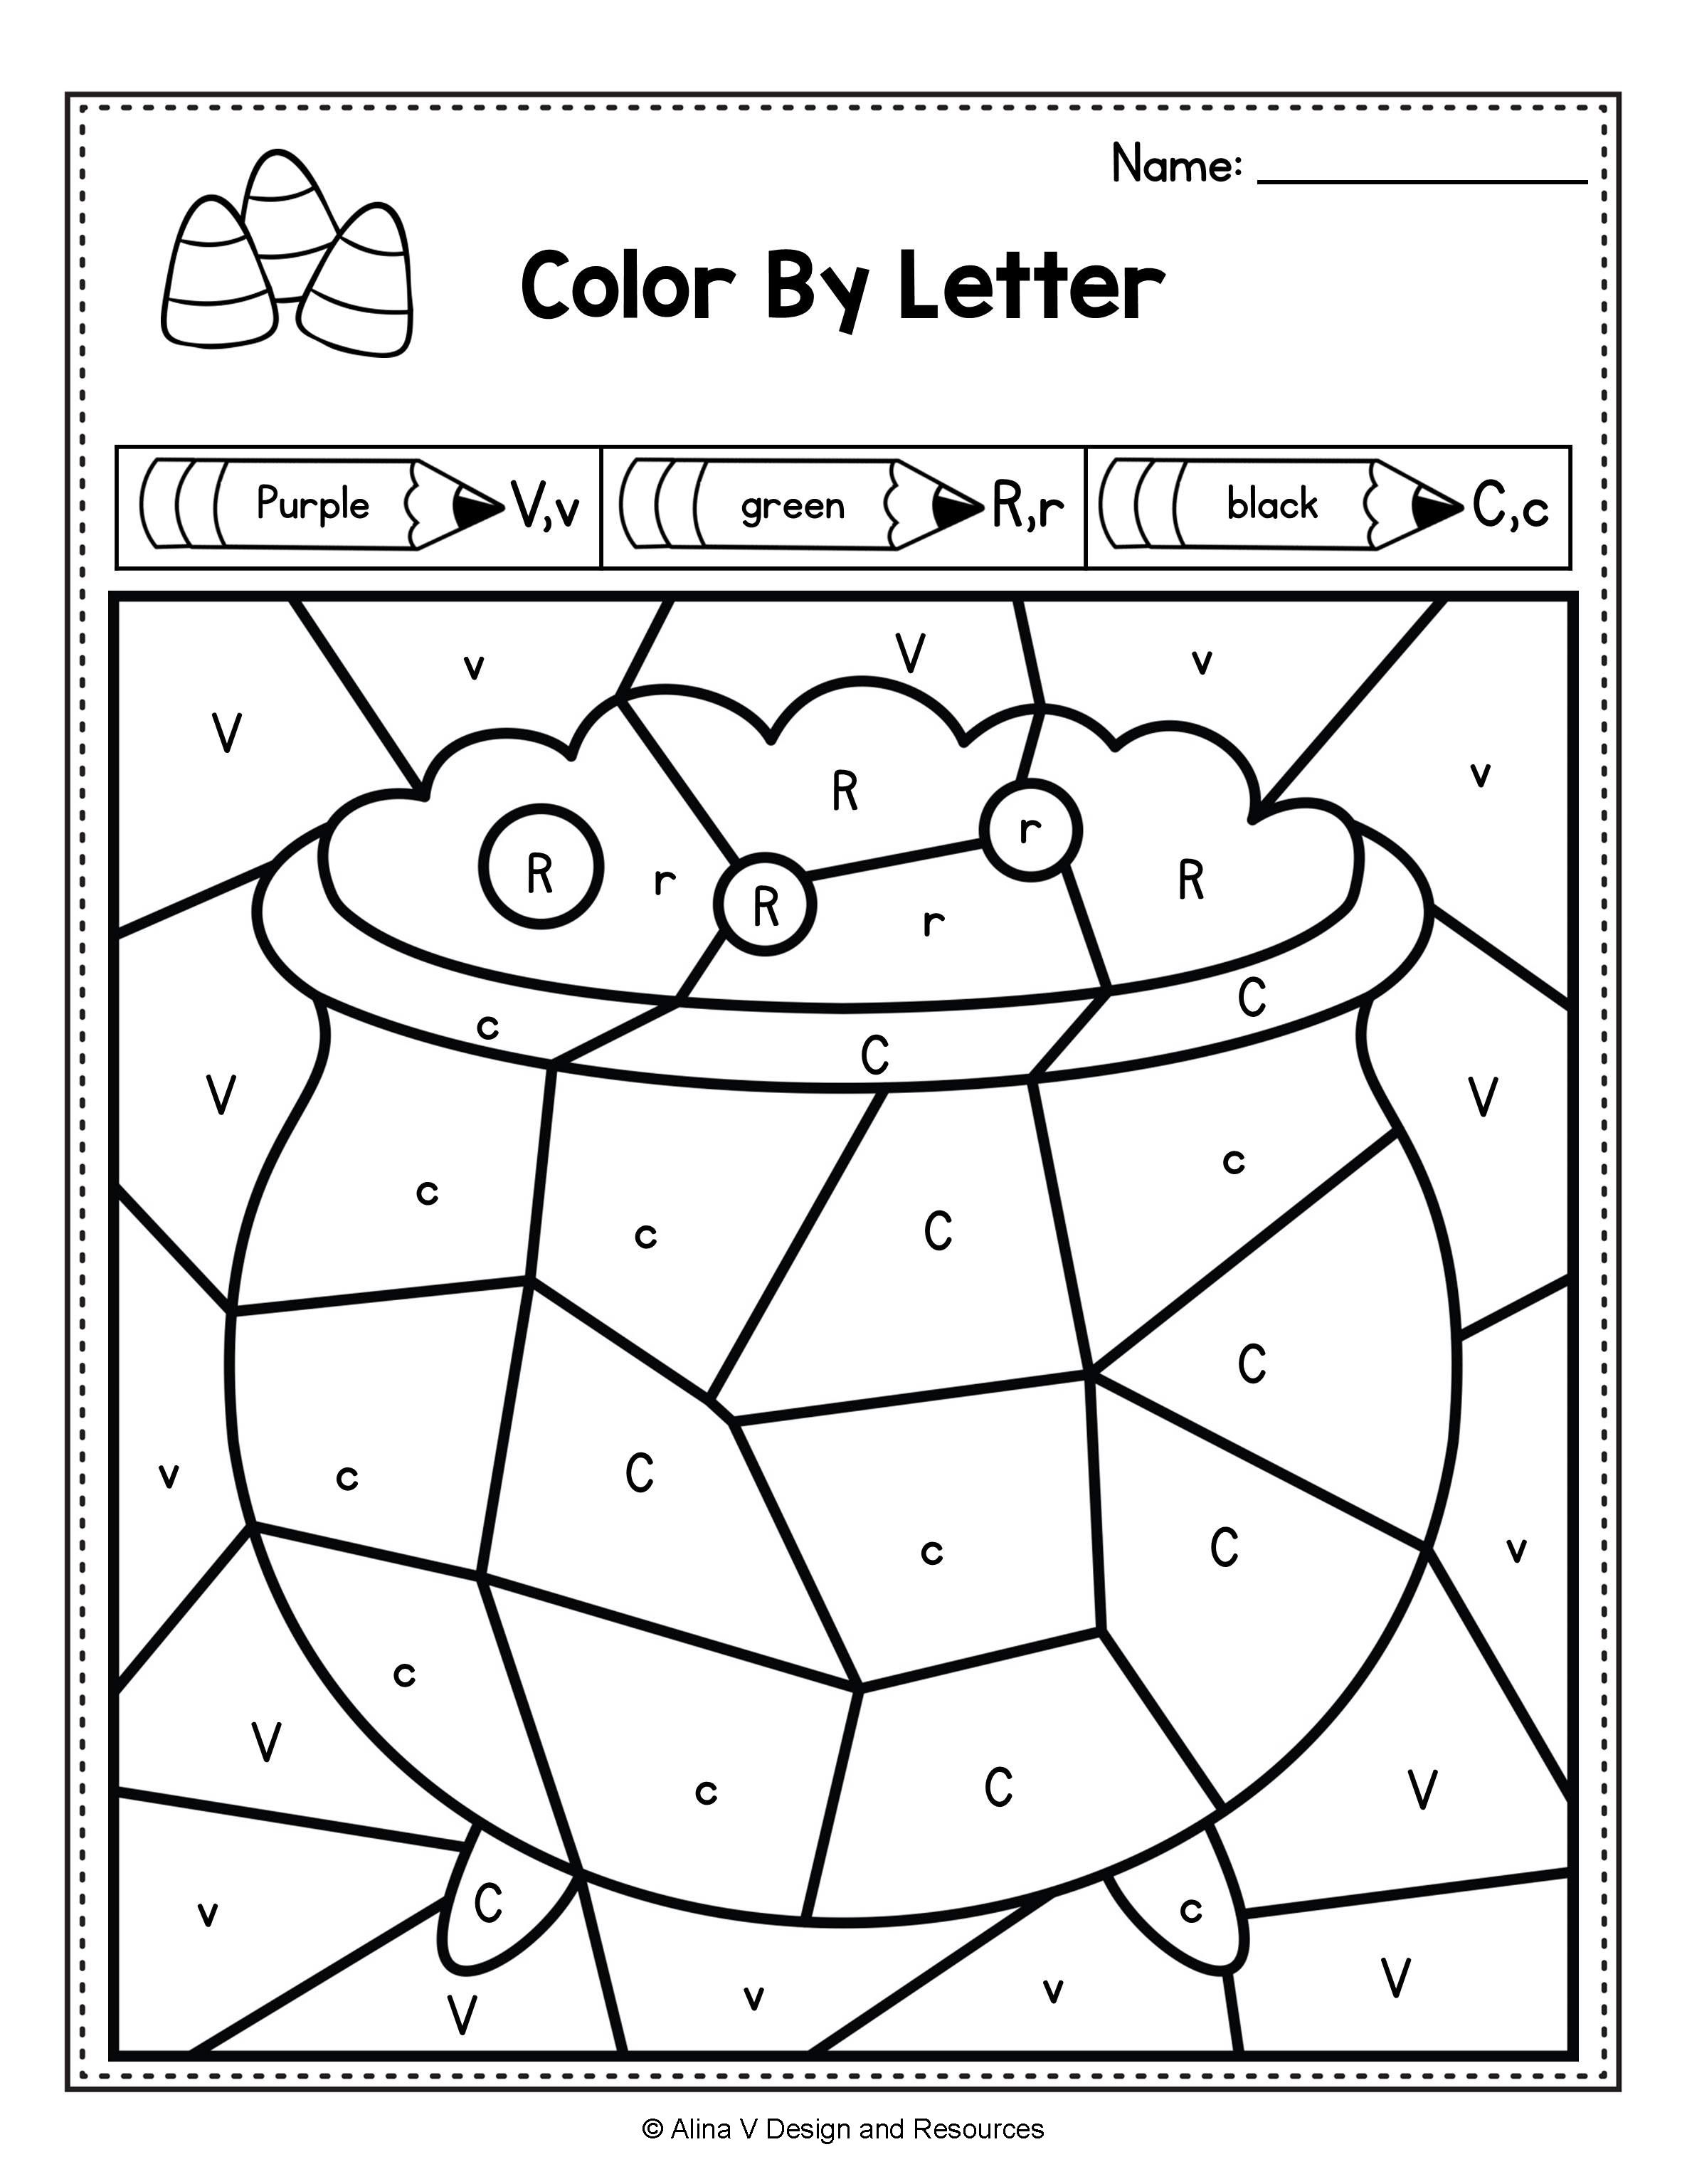 Name:
Color By Letter
Purple V,v green R,r black C,c
v V v
V
v
R
r
R r R R
r
c C
C
V V
c c
c C
C
v c C
c C v
c
V
c C V
v C c
V v v V
© Alina V Design and Resources